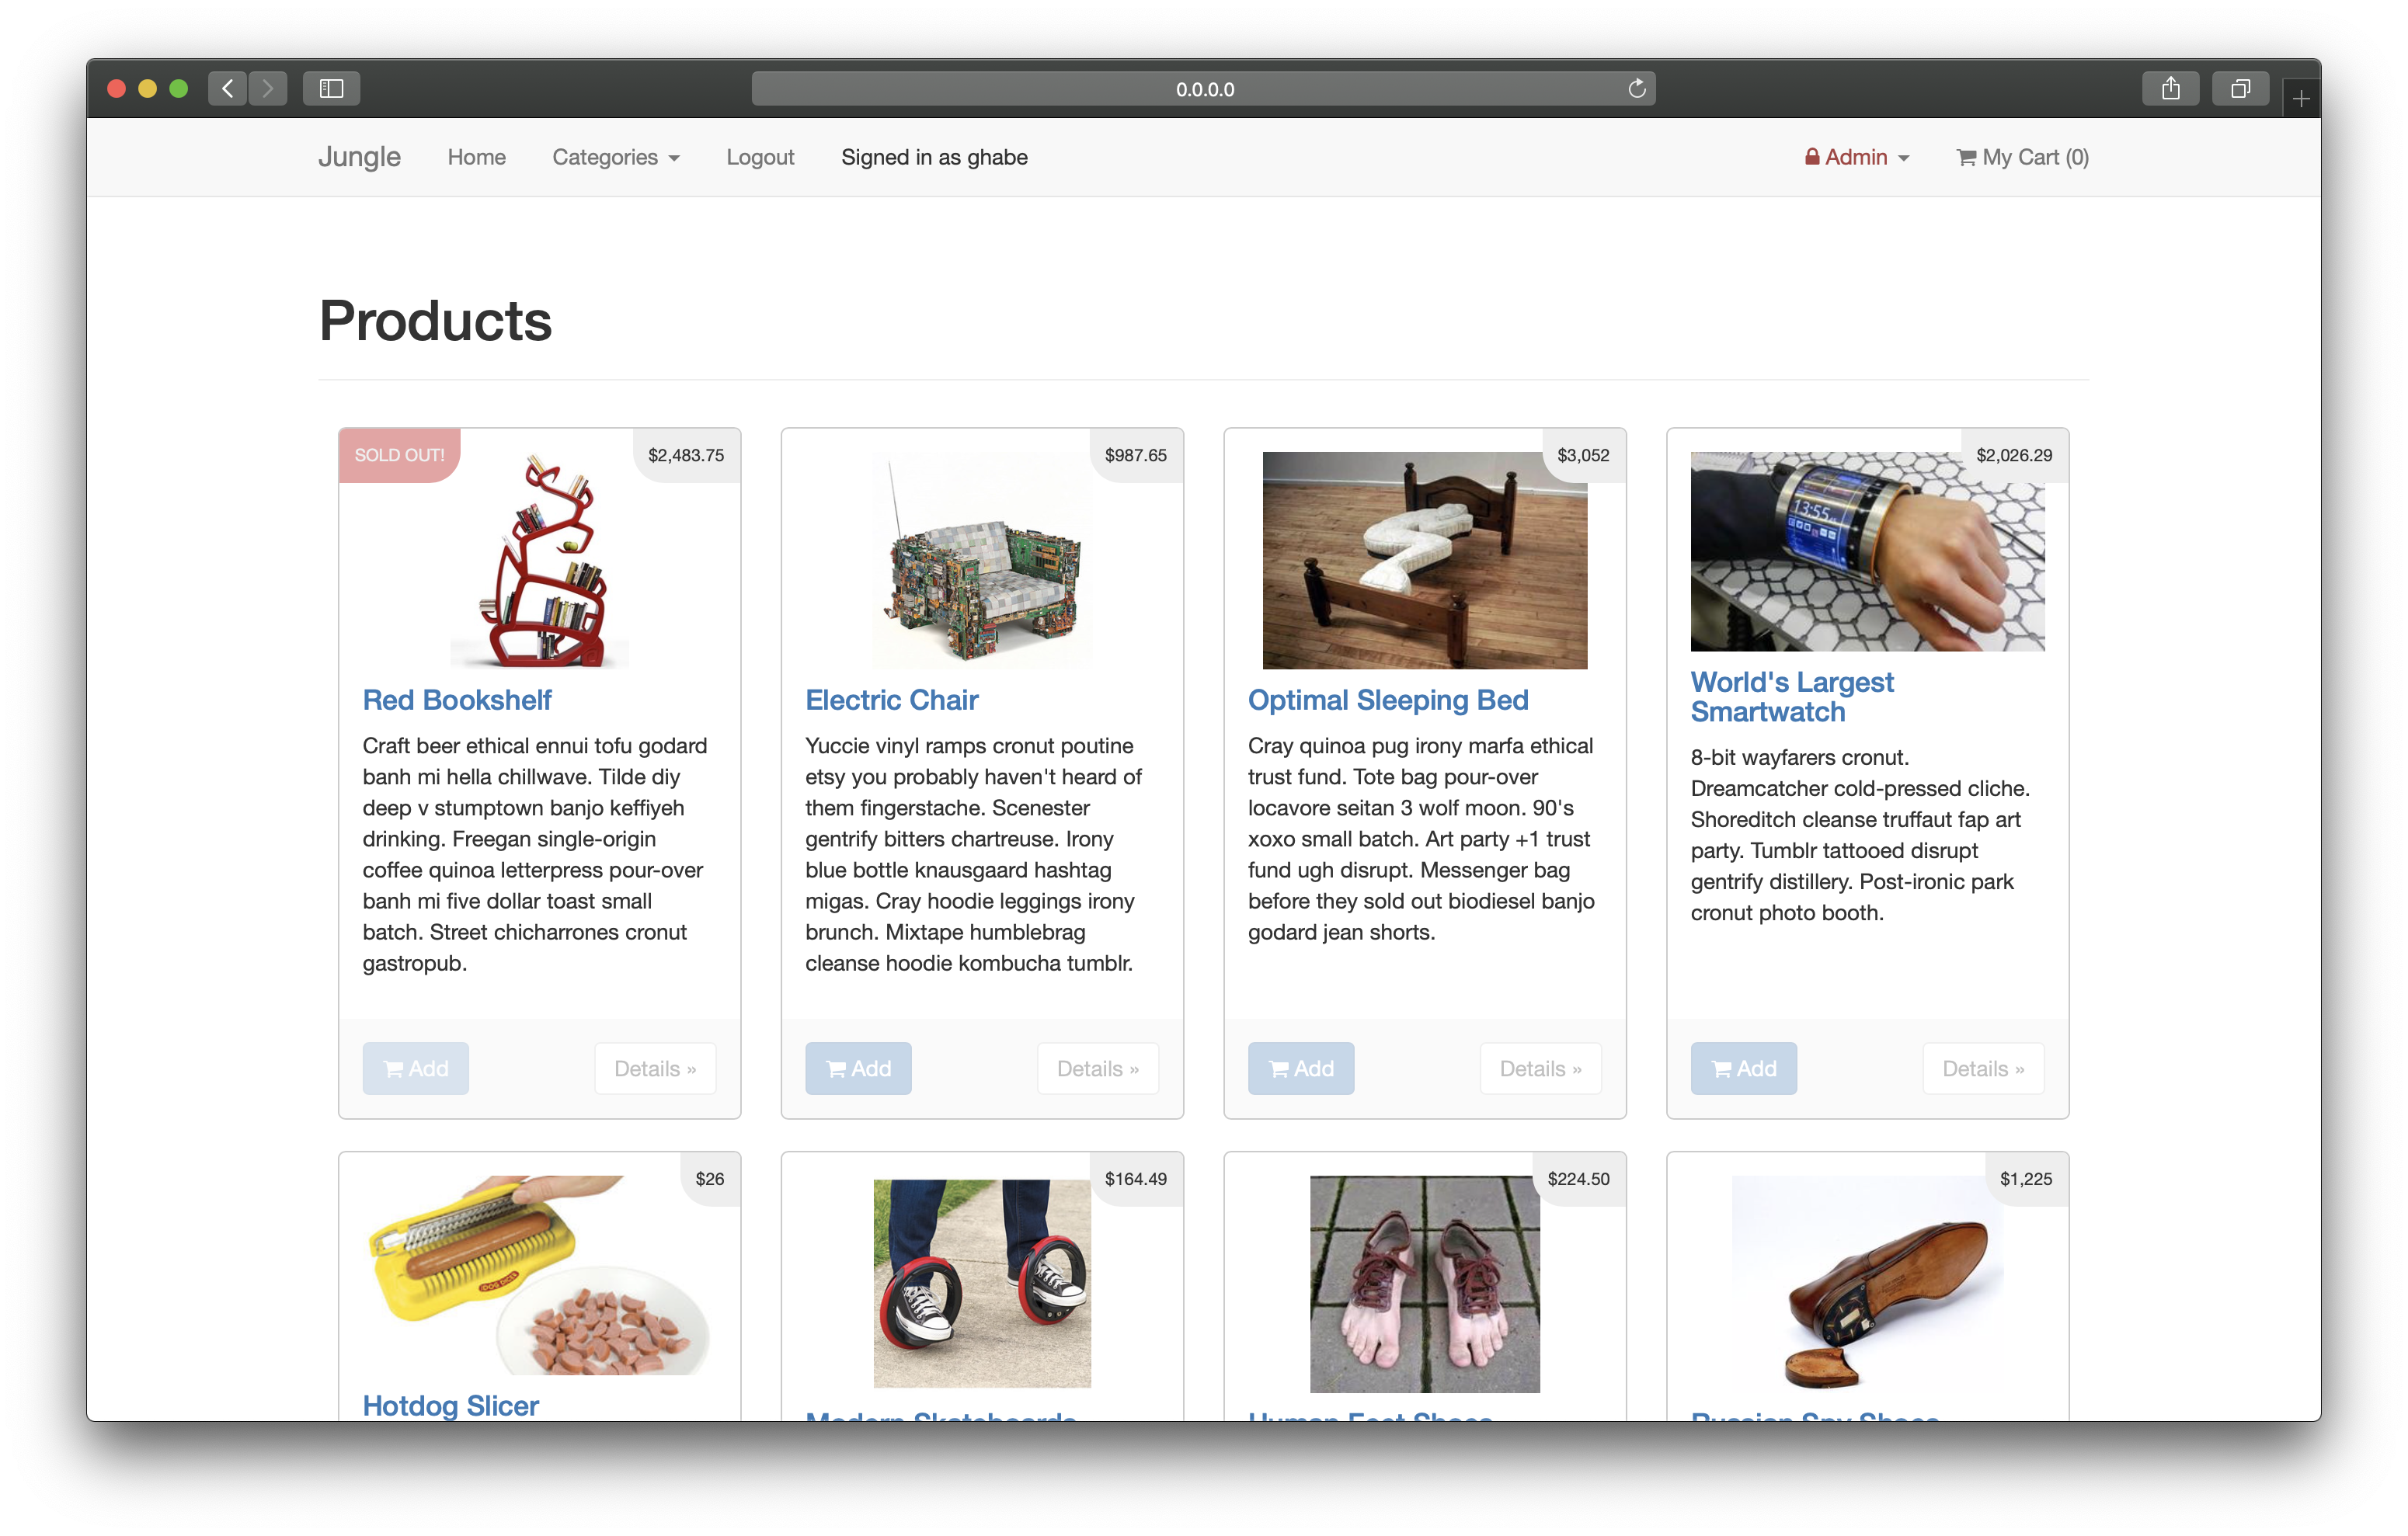 0.0.0.0
Jungle Home Categories Logout Signed in as ghabe Admin My Cart (0)
Products
SOLD OUT! $2,483.75
Red Bookshelf
Craft beer ethical ennui tofu godard
banh mi hella chillwave. Tilde diy
deep v stumptown banjo keffiyeh
drinking. Freegan single-origin
coffee quinoa letterpress pour-over
banh mi five dollar toast small
batch. Street chicharrones cronut
gastropub.
Add Details »
$987.65
Electric Chair
Yuccie vinyl ramps cronut poutine
etsy you probably haven't heard of
them fingerstache. Scenester
gentrify bitters chartreuse. Irony
blue bottle knausgaard hashtag
migas. Cray hoodie leggings irony
brunch. Mixtape humblebrag
cleanse hoodie kombucha tumblr.
Add Details »
$3,052
Optimal Sleeping Bed
Cray quinoa pug irony marfa ethical
trust fund. Tote bag pour-over
locavore seitan 3 wolf moon. 90's
xoxo small batch. Art party +1 trust
fund ugh disrupt. Messenger bag
before they sold out biodiesel banjo
godard jean shorts.
Add Details »
$2,026.29
13:55
World's Largest
Smartwatch
8-bit wayfarers cronut.
Dreamcatcher cold-pressed cliche.
Shoreditch cleanse truffaut fap art
party. Tumblr tattooed disrupt
gentrify distillery. Post-ironic park
cronut photo booth.
Add Details »
$26
Hotdog Slicer
$164.49
Modern Skateboards
$224.50
Human Feet Shoes
$1,225
Russian Spy Shoes